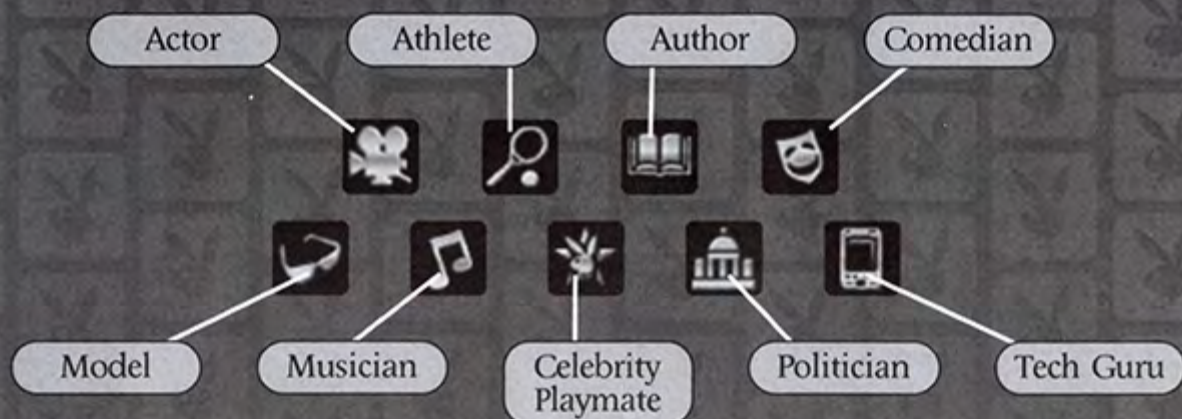 Actor
Athlete
Author
Comedian
Model
Musician
Celebrity
Playmate
Politician
Tech Guru